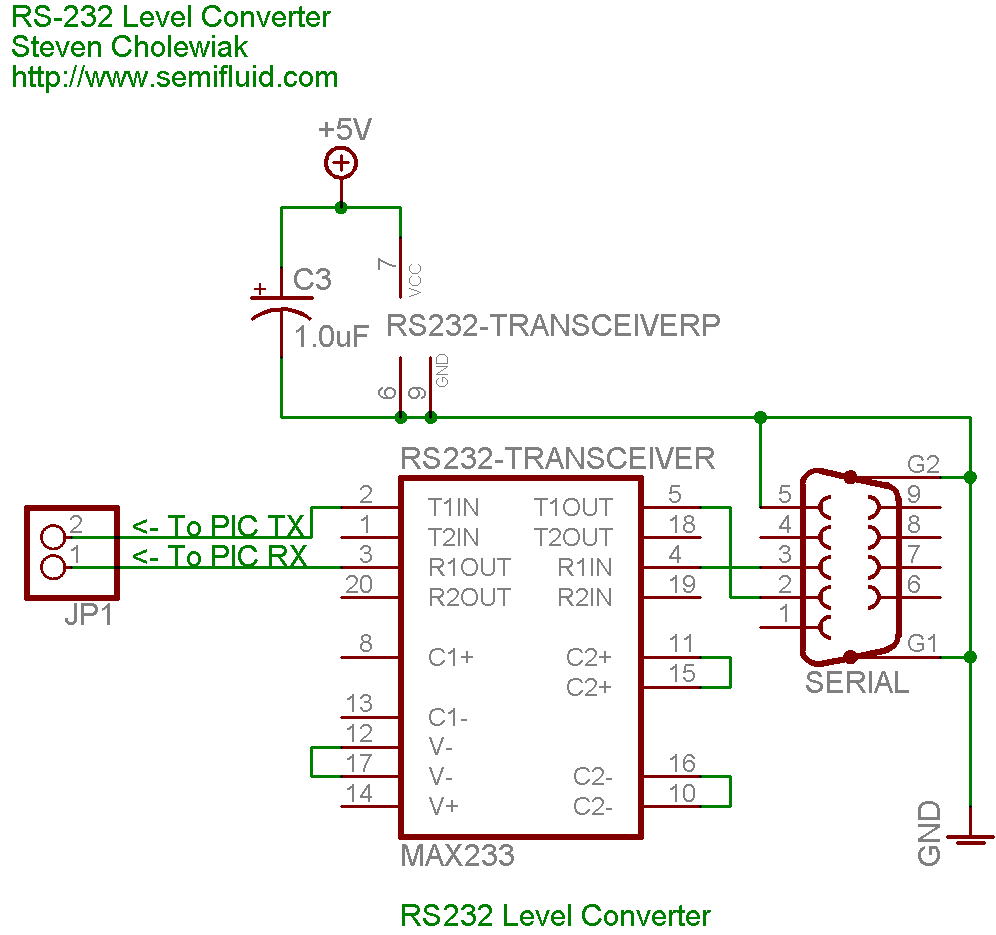 RS-232 Level Converter
Steven Cholewiak
http://www.semifluid.com
+5V
7
VCC
+
C3
1.0uF
RS232-TRANSCEIVERP
6
9
GND
RS232-TRANSCEIVER
2 T1IN T1OUT 5
1 T2IN T2OUT 18
3 R1OUT R1IN 4
20 R2OUT R2IN 19
8 C1+ C2+ 11
C2+ 15
13 C1-
12 V-
17 V- C2- 16
14 V+ C2- 10
MAX233
2 <- To PIC TX
1 <- To PIC RX
JP1
G2
5 9
4 8
3 7
2 6
1
G1
SERIAL
GND
RS232 Level Converter